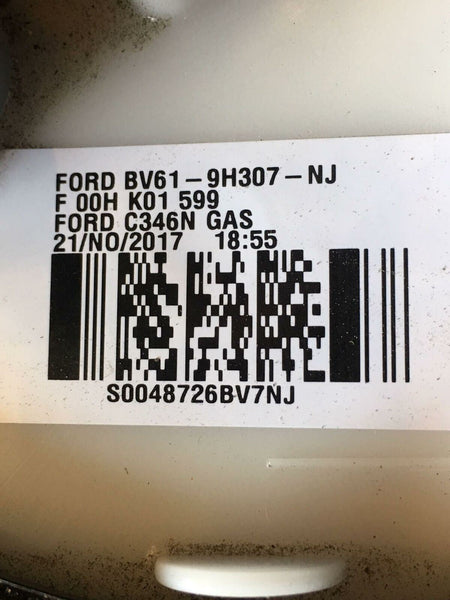 FORD BV61-9H307-NJ
F 00H K01 599
FORD C346N GAS
21/NO/2017 18:55
S0048726BV7NJ